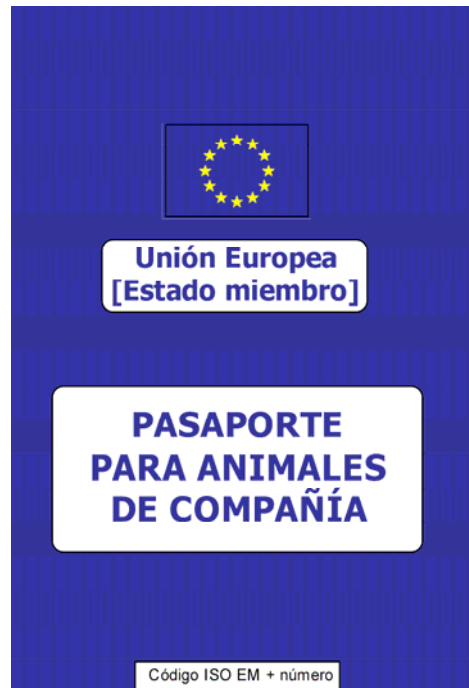 Unión Europea
[Estado miembro]
PASAPORTE
PARA ANIMALES
DE COMPAÑÍA
Código ISO EM + número